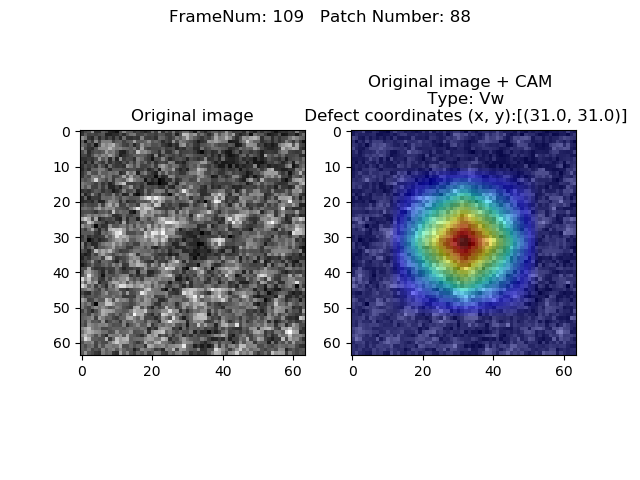 FrameNum: 109   Patch Number: 88
Original image
Original image + CAM
Type: Vw
Defect coordinates (x, y):[(31.0, 31.0)]
0
10
20
30
40
50
60
0 20 40 60
0
10
20
30
40
50
60
0 20 40 60